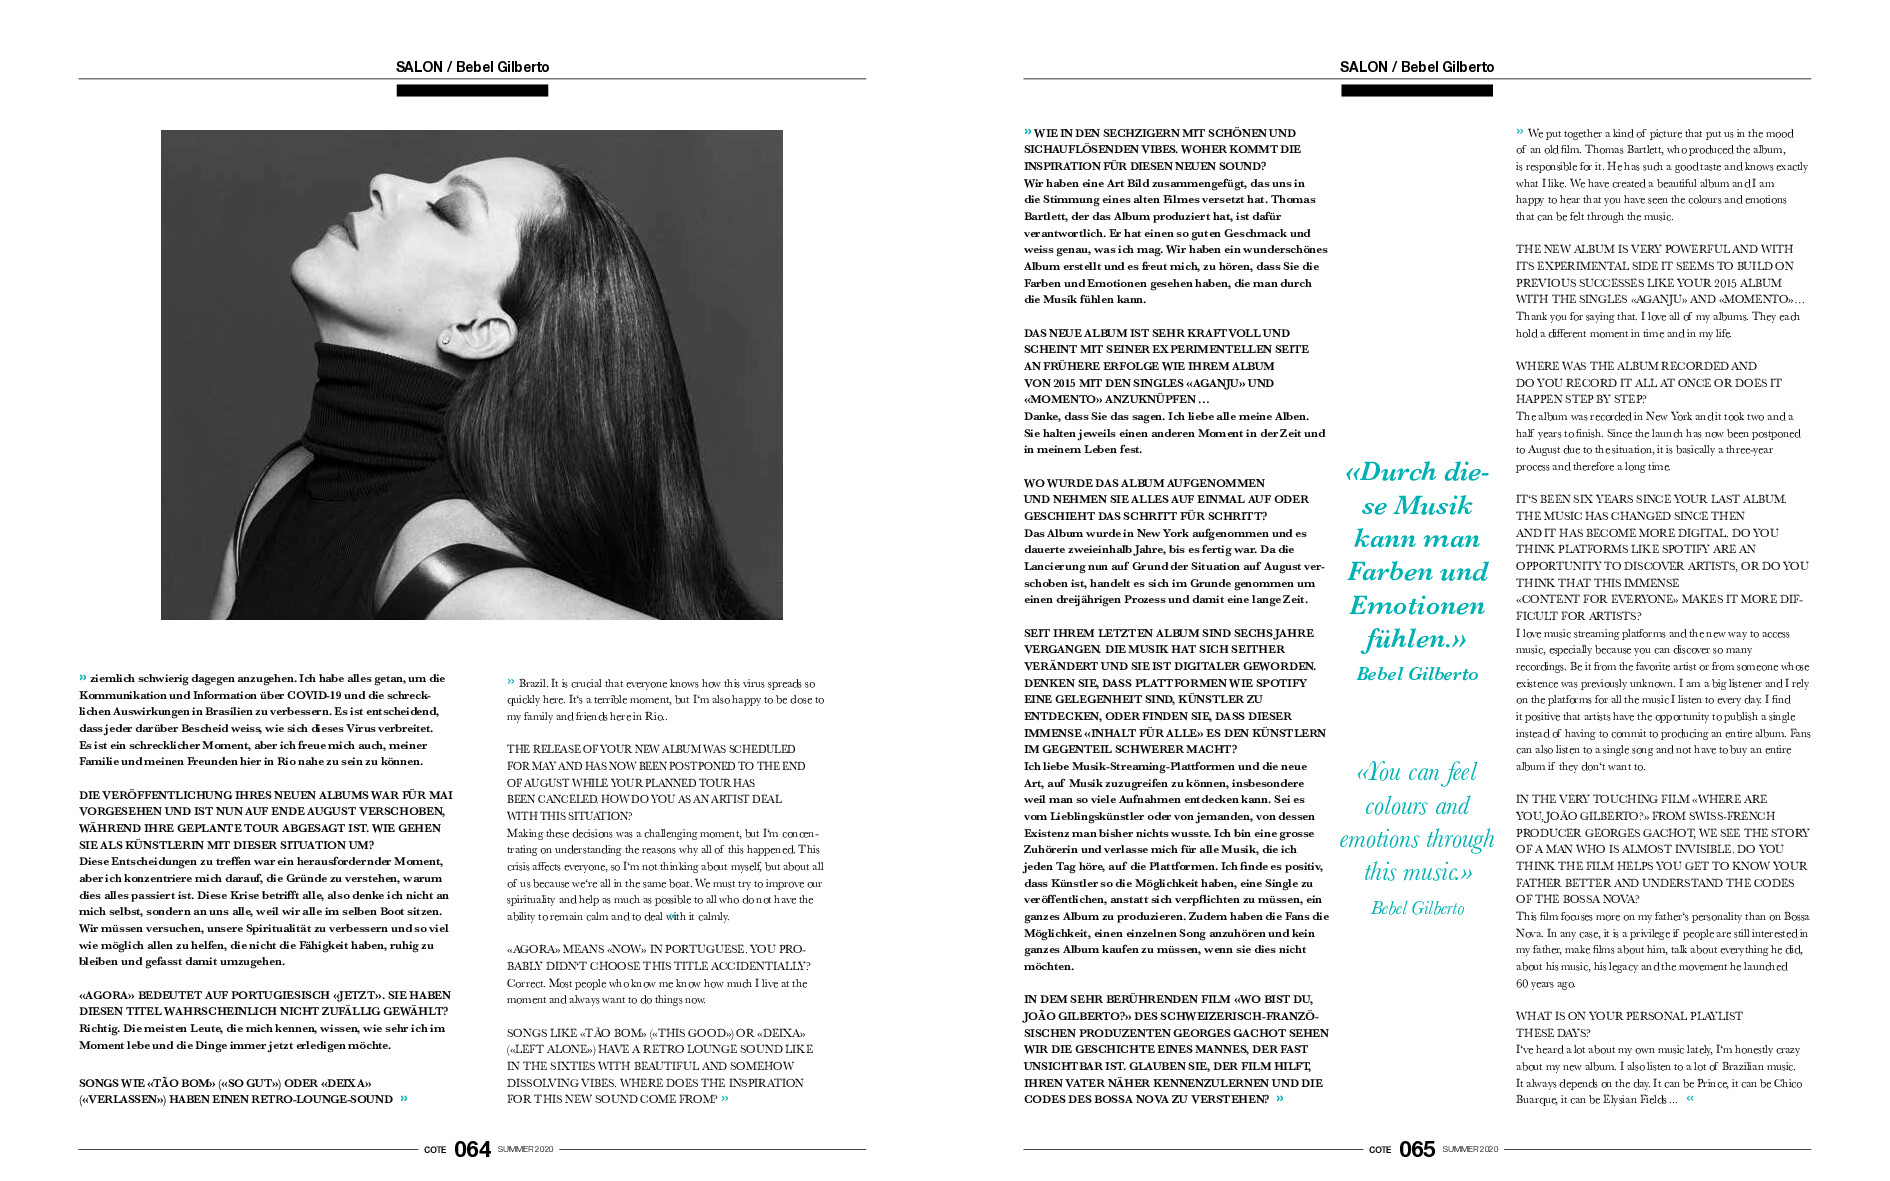 SALON / Bebel Gilberto
» ziemlich schwierig dagegen anzugehen. Ich habe alles getan, um die
Kommunikation und Information über COVID-19 und die schreck-
lichen Auswirkungen in Brasilien zu verbessern. Es ist entscheidend,
dass jeder darüber Bescheid weiss, wie sich dieses Virus verbreitet.
Es ist ein schrecklicher Moment, aber ich freue mich auch, meiner
Familie und meinen Freunden hier in Rio nahe zu sein zu können.
DIE VERÖFFENTLICHUNG IHRES NEUEN ALBUMS WAR FÜR MAI
VORGESEHEN UND IST NUN AUF ENDE AUGUST VERSCHOBEN,
WÄHREND IHRE GEPLANTE TOUR ABGESAGT IST. WIE GEHEN
SIE ALS KÜNSTLERIN MIT DIESER SITUATION UM?
Diese Entscheidungen zu treffen war ein herausfordernder Moment,
aber ich konzentriere mich darauf, die Gründe zu verstehen, warum
dies alles passiert ist. Diese Krise betrifft alle, also denke ich nicht an
mich selbst, sondern an uns alle, weil wir alle im selben Boot sitzen.
Wir müssen versuchen, unsere Spiritualität zu verbessern und so viel
wie möglich allen zu helfen, die nicht die Fähigkeit haben, ruhig zu
bleiben und gefasst damit umzugehen.
«AGORA» BEDEUTET AUF PORTUGIESISCH «JETZT». SIE HABEN
DIESEN TITEL WAHRSCHEINLICH NICHT ZUFÄLLIG GEWÄHLT?
Richtig. Die meisten Leute, die mich kennen, wissen, wie sehr ich im
Moment lebe und die Dinge immer jetzt erledigen möchte.
SONGS WIE «TÃO BOM» («SO GUT») ODER «DEIXA»
(«VERLASSEN») HABEN EINEN RETRO-LOUNGE-SOUND »
» Brazil. It is crucial that everyone knows how this virus spreads so
quickly here. It's a terrible moment, but I'm also happy to be close to
my family and friends here in Rio..
THE RELEASE OF YOUR NEW ALBUM WAS SCHEDULED
FOR MAY AND HAS NOW BEEN POSTPONED TO THE END
OF AUGUST WHILE YOUR PLANNED TOUR HAS
BEEN CANCELED. HOW DO YOU AS AN ARTIST DEAL
WITH THIS SITUATION?
Making these decisions was a challenging moment, but I'm concen-
trating on understanding the reasons why all of this happened. This
crisis affects everyone, so I'm not thinking about myself, but about all
of us because we're all in the same boat. We must try to improve our
spirituality and help as much as possible to all who do not have the
ability to remain calm and to deal with it calmly.
«AGORA» MEANS «NOW» IN PORTUGUESE. YOU PRO-
BABLY DIDN'T CHOOSE THIS TITLE ACCIDENTIALLY?
Correct. Most people who know me know how much I live at the
moment and always want to do things now.
SONGS LIKE «TÃO BOM» («THIS GOOD») OR «DEIXA»
(«LEFT ALONE») HAVE A RETRO LOUNGE SOUND LIKE
IN THE SIXTIES WITH BEAUTIFUL AND SOMEHOW
DISSOLVING VIBES. WHERE DOES THE INSPIRATION
FOR THIS NEW SOUND COME FROM? »
COTE 064 SUMMER 2020
SALON / Bebel Gilberto
» WIE IN DEN SECHZIGERN MIT SCHÖNEN UND
SICHAUFLÖSENDEN VIBES. WOHER KOMMT DIE
INSPIRATION FÜR DIESEN NEUEN SOUND?
Wir haben eine Art Bild zusammengefügt, das uns in
die Stimmung eines alten Filmes versetzt hat. Thomas
Bartlett, der das Album produziert hat, ist dafür
verantwortlich. Er hat einen so guten Geschmack und
weiss genau, was ich mag. Wir haben ein wunderschönes
Album erstellt und es freut mich, zu hören, dass Sie die
Farben und Emotionen gesehen haben, die man durch
die Musik fühlen kann.
DAS NEUE ALBUM IST SEHR KRAFTVOLL UND
SCHEINT MIT SEINER EXPERIMENTELLEN SEITE
AN FRÜHERE ERFOLGE WIE IHREM ALBUM
VON 2015 MIT DEN SINGLES «AGANJU» UND
«MOMENTO» ANZUKNÜPFEN …
Danke, dass Sie das sagen. Ich liebe alle meine Alben.
Sie halten jeweils einen anderen Moment in der Zeit und
in meinem Leben fest.
WO WURDE DAS ALBUM AUFGENOMMEN
UND NEHMEN SIE ALLES AUF EINMAL AUF ODER
GESCHIEHT DAS SCHRITT FÜR SCHRITT?
Das Album wurde in New York aufgenommen und es
dauerte zweieinhalb Jahre, bis es fertig war. Da die
Lancierung nun auf Grund der Situation auf August ver-
schoben ist, handelt es sich im Grunde genommen um
einen dreijährigen Prozess und damit eine lange Zeit.
SEIT IHREM LETZTEN ALBUM SIND SECHS JAHRE
VERGANGEN. DIE MUSIK HAT SICH SEITHER
VERÄNDERT UND SIE IST DIGITALER GEWORDEN.
DENKEN SIE, DASS PLATTFORMEN WIE SPOTIFY
EINE GELEGENHEIT SIND, KÜNSTLER ZU
ENTDECKEN, ODER FINDEN SIE, DASS DIESER
IMMENSE «INHALT FÜR ALLE» ES DEN KÜNSTLERN
IM GEGENTEIL SCHWERER MACHT?
Ich liebe Musik-Streaming-Plattformen und die neue
Art, auf Musik zuzugreifen zu können, insbesondere
weil man so viele Aufnahmen entdecken kann. Sei es
vom Lieblingskünstler oder von jemanden, von dessen
Existenz man bisher nichts wusste. Ich bin eine grosse
Zuhörerin und verlasse mich für alle Musik, die ich
jeden Tag höre, auf die Plattformen. Ich finde es positiv,
dass Künstler so die Möglichkeit haben, eine Single zu
veröffentlichen, anstatt sich verpflichten zu müssen, ein
ganzes Album zu produzieren. Zudem haben die Fans die
Möglichkeit, einen einzelnen Song anzuhören und kein
ganzes Album kaufen zu müssen, wenn sie dies nicht
möchten.
IN DEM SEHR BERÜHRENDEN FILM «WO BIST DU,
JOÃO GILBERTO?» DES SCHWEIZERISCH-FRANZÖ-
SISCHEN PRODUZENTEN GEORGES GACHOT SEHEN
WIR DIE GESCHICHTE EINES MANNES, DER FAST
UNSICHTBAR IST. GLAUBEN SIE, DER FILM HILFT,
IHREN VATER NÄHER KENNENZULERNEN UND DIE
CODES DES BOSSA NOVA ZU VERSTEHEN? »
«Durch die-
se Musik
kann man
Farben und
Emotionen
fühlen.»
Bebel Gilberto
«You can feel
colours and
emotions through
this music.»
Bebel Gilberto
» We put together a kind of picture that put us in the mood
of an old film. Thomas Bartlett, who produced the album,
is responsible for it. He has such a good taste and knows exactly
what I like. We have created a beautiful album and I am
happy to hear that you have seen the colours and emotions
that can be felt through the music.
THE NEW ALBUM IS VERY POWERFUL AND WITH
ITS EXPERIMENTAL SIDE IT SEEMS TO BUILD ON
PREVIOUS SUCCESSES LIKE YOUR 2015 ALBUM
WITH THE SINGLES «AGANJU» AND «MOMENTO»…
Thank you for saying that. I love all of my albums. They each
hold a different moment in time and in my life.
WHERE WAS THE ALBUM RECORDED AND
DO YOU RECORD IT ALL AT ONCE OR DOES IT
HAPPEN STEP BY STEP?
The album was recorded in New York and it took two and a
half years to finish. Since the launch has now been postponed
to August due to the situation, it is basically a three-year
process and therefore a long time.
IT'S BEEN SIX YEARS SINCE YOUR LAST ALBUM.
THE MUSIC HAS CHANGED SINCE THEN
AND IT HAS BECOME MORE DIGITAL. DO YOU
THINK PLATFORMS LIKE SPOTIFY ARE AN
OPPORTUNITY TO DISCOVER ARTISTS, OR DO YOU
THINK THAT THIS IMMENSE
«CONTENT FOR EVERYONE» MAKES IT MORE DIF-
FICULT FOR ARTISTS?
I love music streaming platforms and the new way to access
music, especially because you can discover so many
recordings. Be it from the favorite artist or from someone whose
existence was previously unknown. I am a big listener and I rely
on the platforms for all the music I listen to every day. I find
it positive that artists have the opportunity to publish a single
instead of having to commit to producing an entire album. Fans
can also listen to a single song and not have to buy an entire
album if they don't want to.
IN THE VERY TOUCHING FILM «WHERE ARE
YOU, JOÃO GILBERTO?» FROM SWISS-FRENCH
PRODUCER GEORGES GACHOT, WE SEE THE STORY
OF A MAN WHO IS ALMOST INVISIBLE. DO YOU
THINK THE FILM HELPS YOU GET TO KNOW YOUR
FATHER BETTER AND UNDERSTAND THE CODES
OF THE BOSSA NOVA?
This film focuses more on my father's personality than on Bossa
Nova. In any case, it is a privilege if people are still interested in
my father, make films about him, talk about everything he did,
about his music, his legacy and the movement he launched
60 years ago.
WHAT IS ON YOUR PERSONAL PLAYLIST
THESE DAYS?
I've heard a lot about my own music lately, I'm honestly crazy
about my new album. I also listen to a lot of Brazilian music.
It always depends on the day. It can be Prince, it can be Chico
Buarque, it can be Elysian Fields ... «
COTE 065 SUMMER 2020